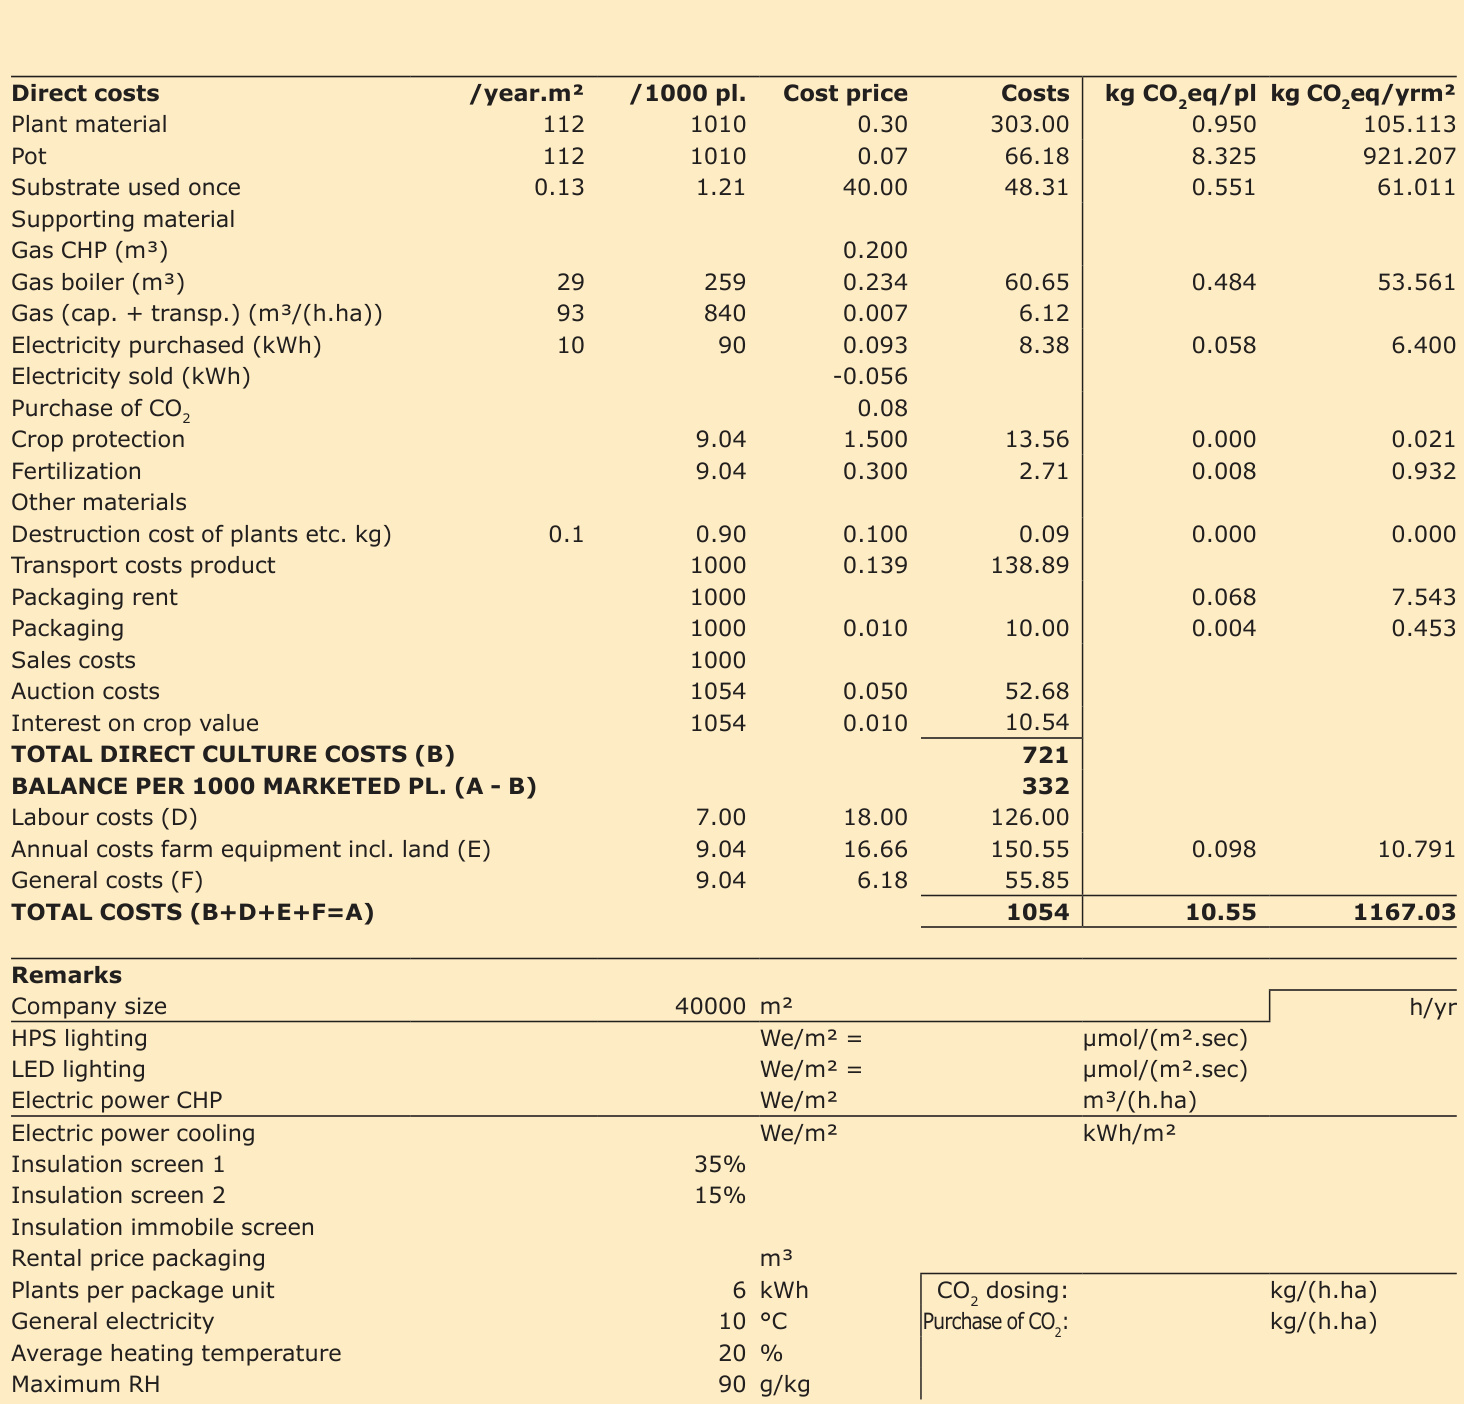 Direct costs /year.m² /1000 pl. Cost price Costs kg CO₂eq/pl kg CO₂eq/yrm²
Plant material 112 1010 0.30 303.00 0.950 105.113
Pot 112 1010 0.07 66.18 8.325 921.207
Substrate used once 0.13 1.21 40.00 48.31 0.551 61.011
Supporting material
Gas CHP (m³) 0.200
Gas boiler (m³) 29 259 0.234 60.65 0.484 53.561
Gas (cap. + transp.) (m³/(h.ha)) 93 840 0.007 6.12
Electricity purchased (kWh) 10 90 0.093 8.38 0.058 6.400
Electricity sold (kWh) -0.056
Purchase of CO₂ 0.08
Crop protection 9.04 1.500 13.56 0.000 0.021
Fertilization 9.04 0.300 2.71 0.008 0.932
Other materials
Destruction cost of plants etc. kg) 0.1 0.90 0.100 0.09 0.000 0.000
Transport costs product 1000 0.139 138.89
Packaging rent 1000 0.068 7.543
Packaging 1000 0.010 10.00 0.004 0.453
Sales costs 1000
Auction costs 1054 0.050 52.68
Interest on crop value 1054 0.010 10.54
TOTAL DIRECT CULTURE COSTS (B) 721
BALANCE PER 1000 MARKETED PL. (A - B) 332
Labour costs (D) 7.00 18.00 126.00
Annual costs farm equipment incl. land (E) 9.04 16.66 150.55 0.098 10.791
General costs (F) 9.04 6.18 55.85
TOTAL COSTS (B+D+E+F=A) 1054 10.55 1167.03
Remarks
Company size 40000 m² h/yr
HPS lighting We/m² = µmol/(m².sec)
LED lighting We/m² = µmol/(m².sec)
Electric power CHP We/m² m³/(h.ha)
Electric power cooling We/m² kWh/m²
Insulation screen 1 35%
Insulation screen 2 15%
Insulation immobile screen
Rental price packaging m³
Plants per package unit 6 kWh CO₂ dosing: kg/(h.ha)
General electricity 10 °C Purchase of CO₂: kg/(h.ha)
Average heating temperature 20 %
Maximum RH 90 g/kg